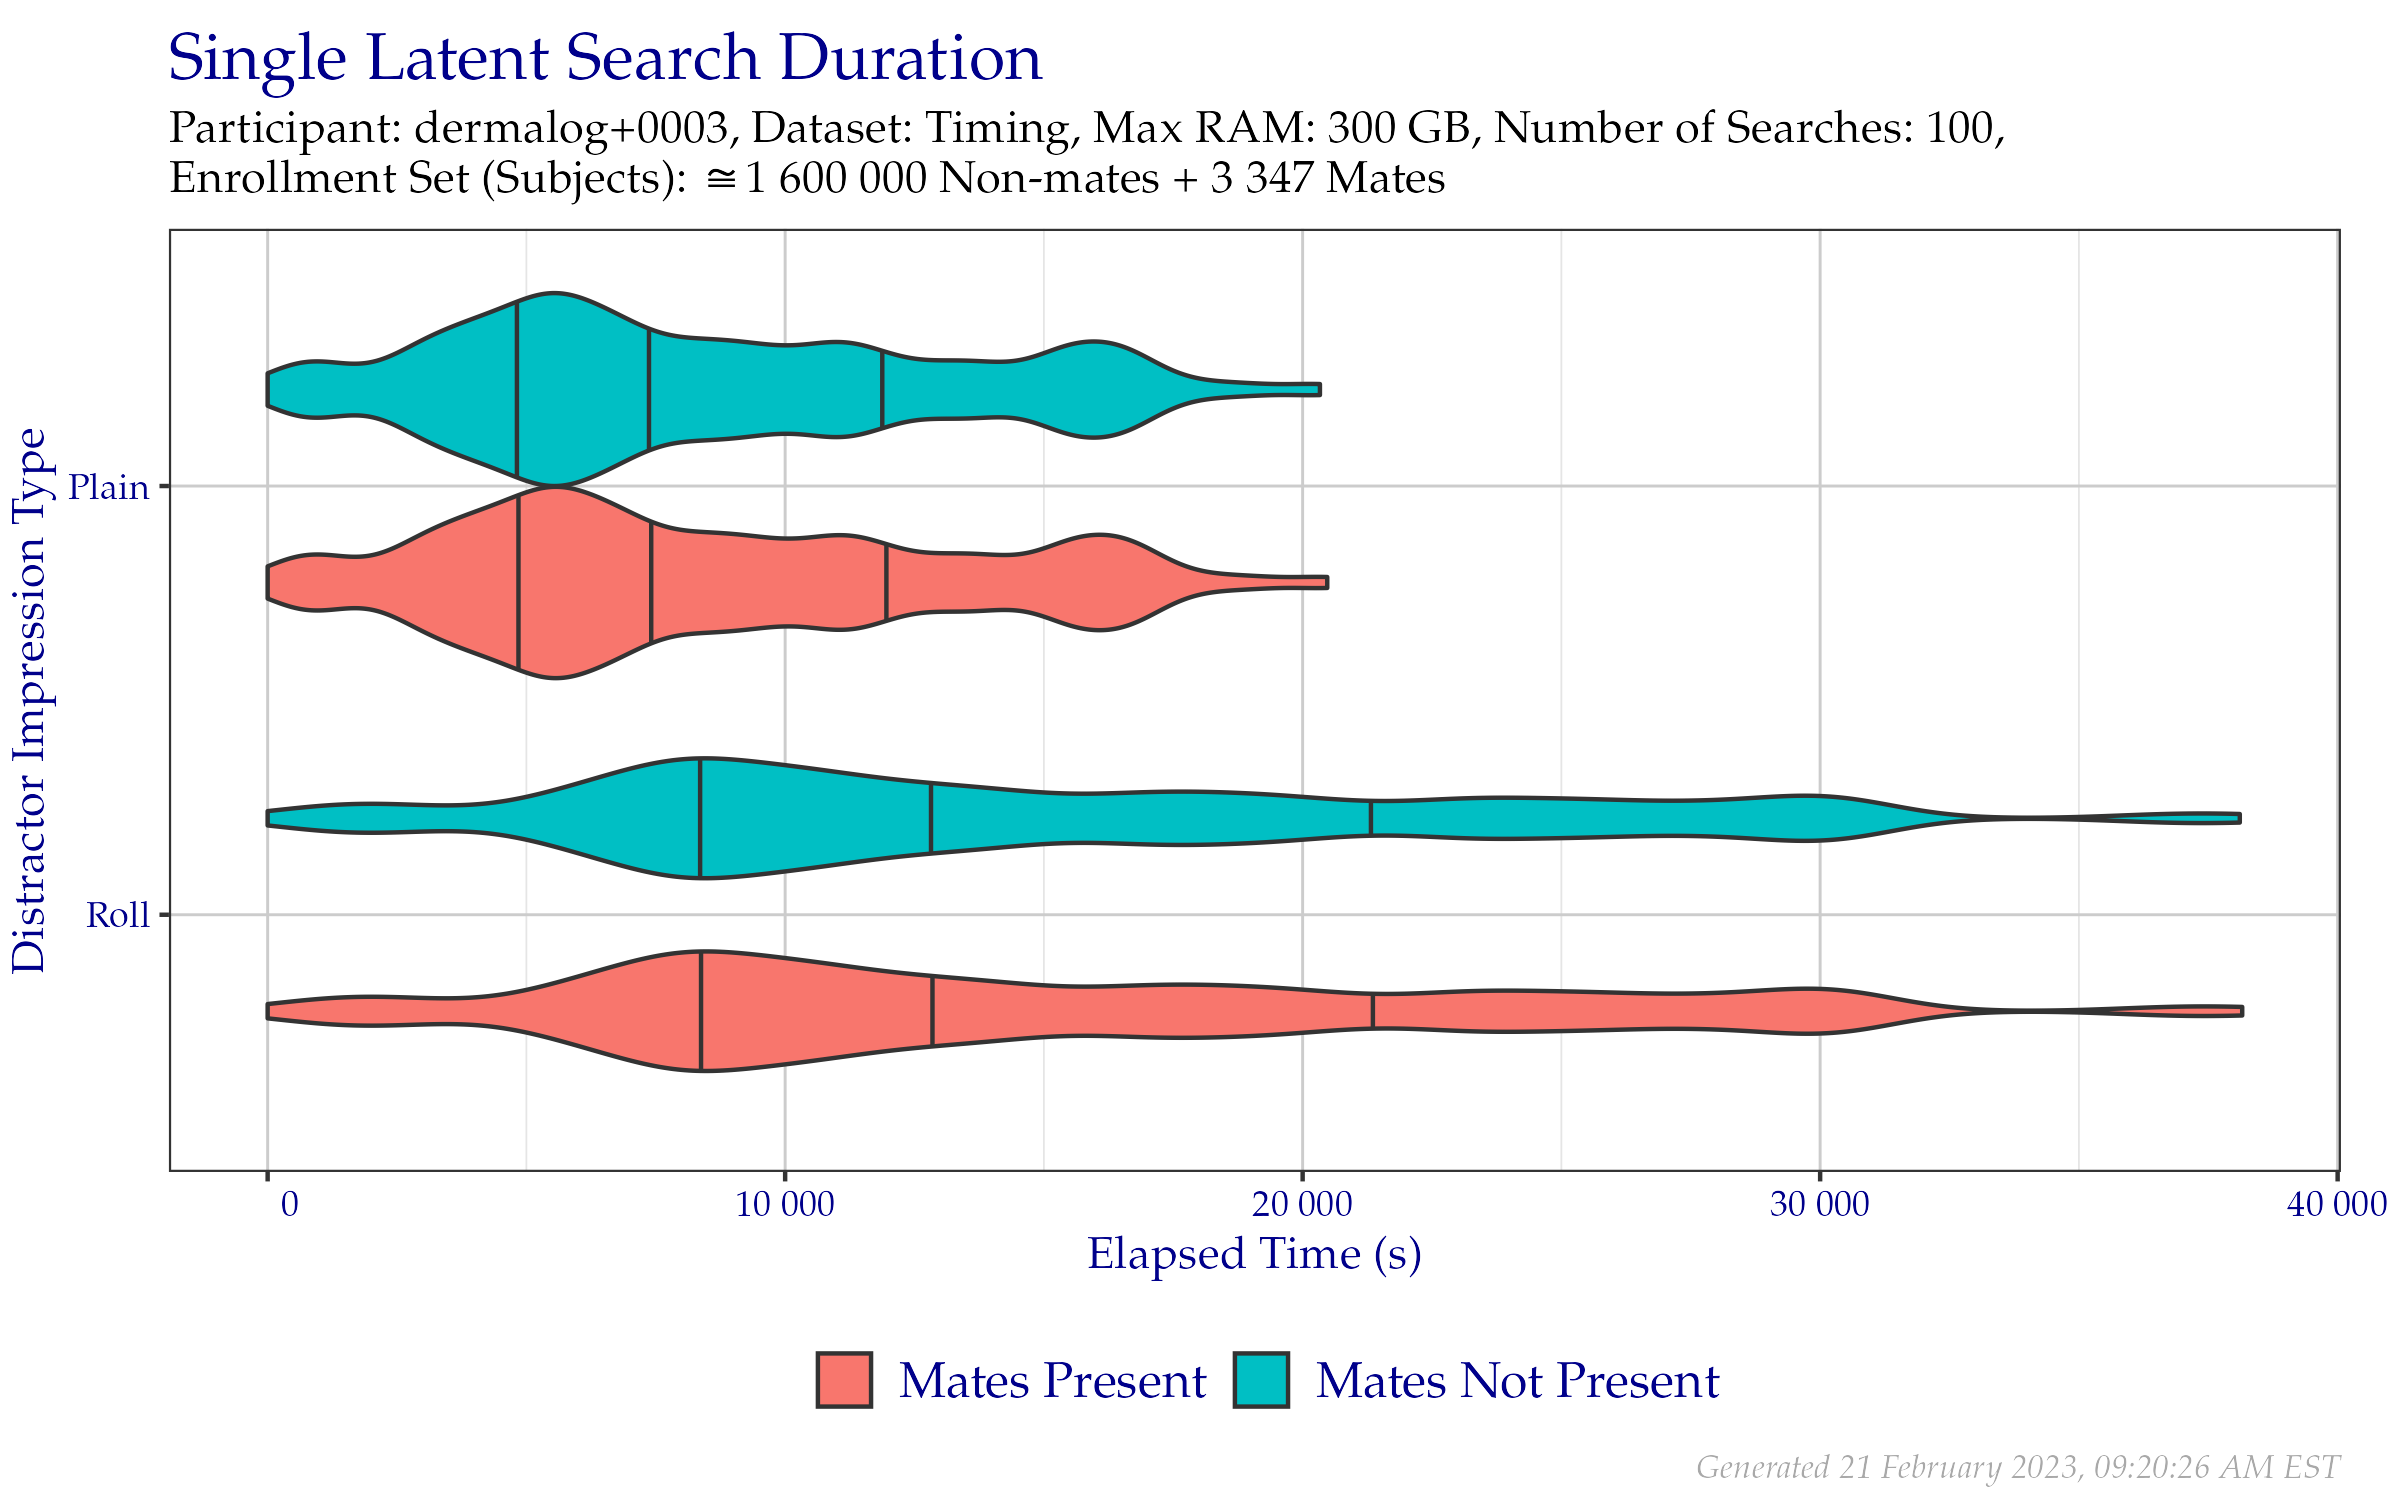 Single Latent Search Duration
Participant: dermalog+0003, Dataset: Timing, Max RAM: 300 GB, Number of Searches: 100,
Enrollment Set (Subjects): ≅1 600 000 Non-mates + 3 347 Mates
Distractor Impression Type
Plain
Roll
0 10 000 20 000 30 000 40 000
Elapsed Time (s)
Mates Present Mates Not Present
Generated 21 February 2023, 09:20:26 AM EST